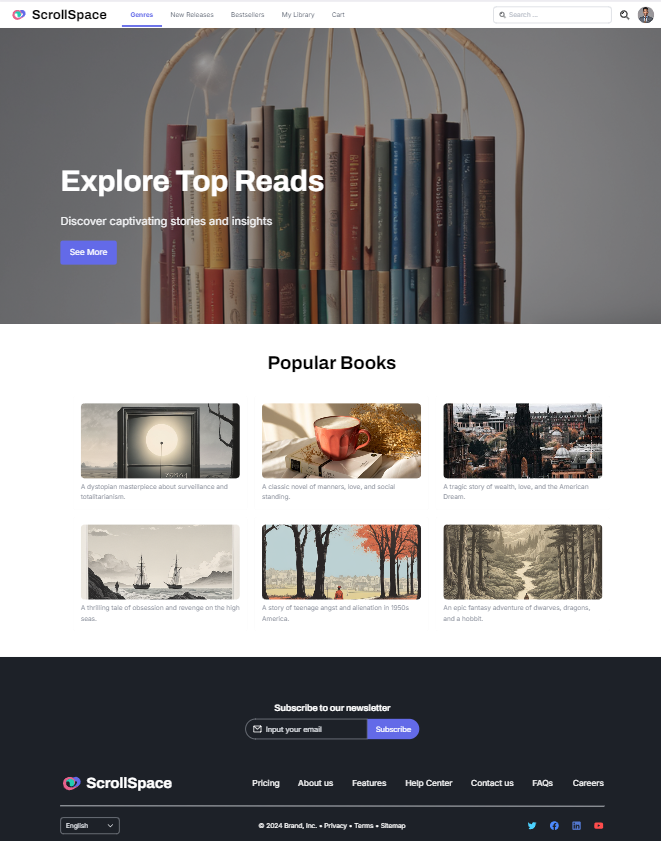 ScrollSpace
Genres
New Releases
Bestsellers
My Library
Cart
Search ...
Explore Top Reads
Discover captivating stories and insights
See More
Popular Books
A dystopian masterpiece about surveillance and
totalitarianism.
A classic novel of manners, love, and social
standing.
A tragic story of wealth, love, and the American
Dream.
A thrilling tale of obsession and revenge on the high
seas.
A story of teenage angst and alienation in 1950s
America.
An epic fantasy adventure of dwarves, dragons,
and a hobbit.
Subscribe to our newsletter
Input your email
Subscribe
ScrollSpace
Pricing
About us
Features
Help Center
Contact us
FAQs
Careers
English
© 2024 Brand, Inc. • Privacy • Terms • Sitemap